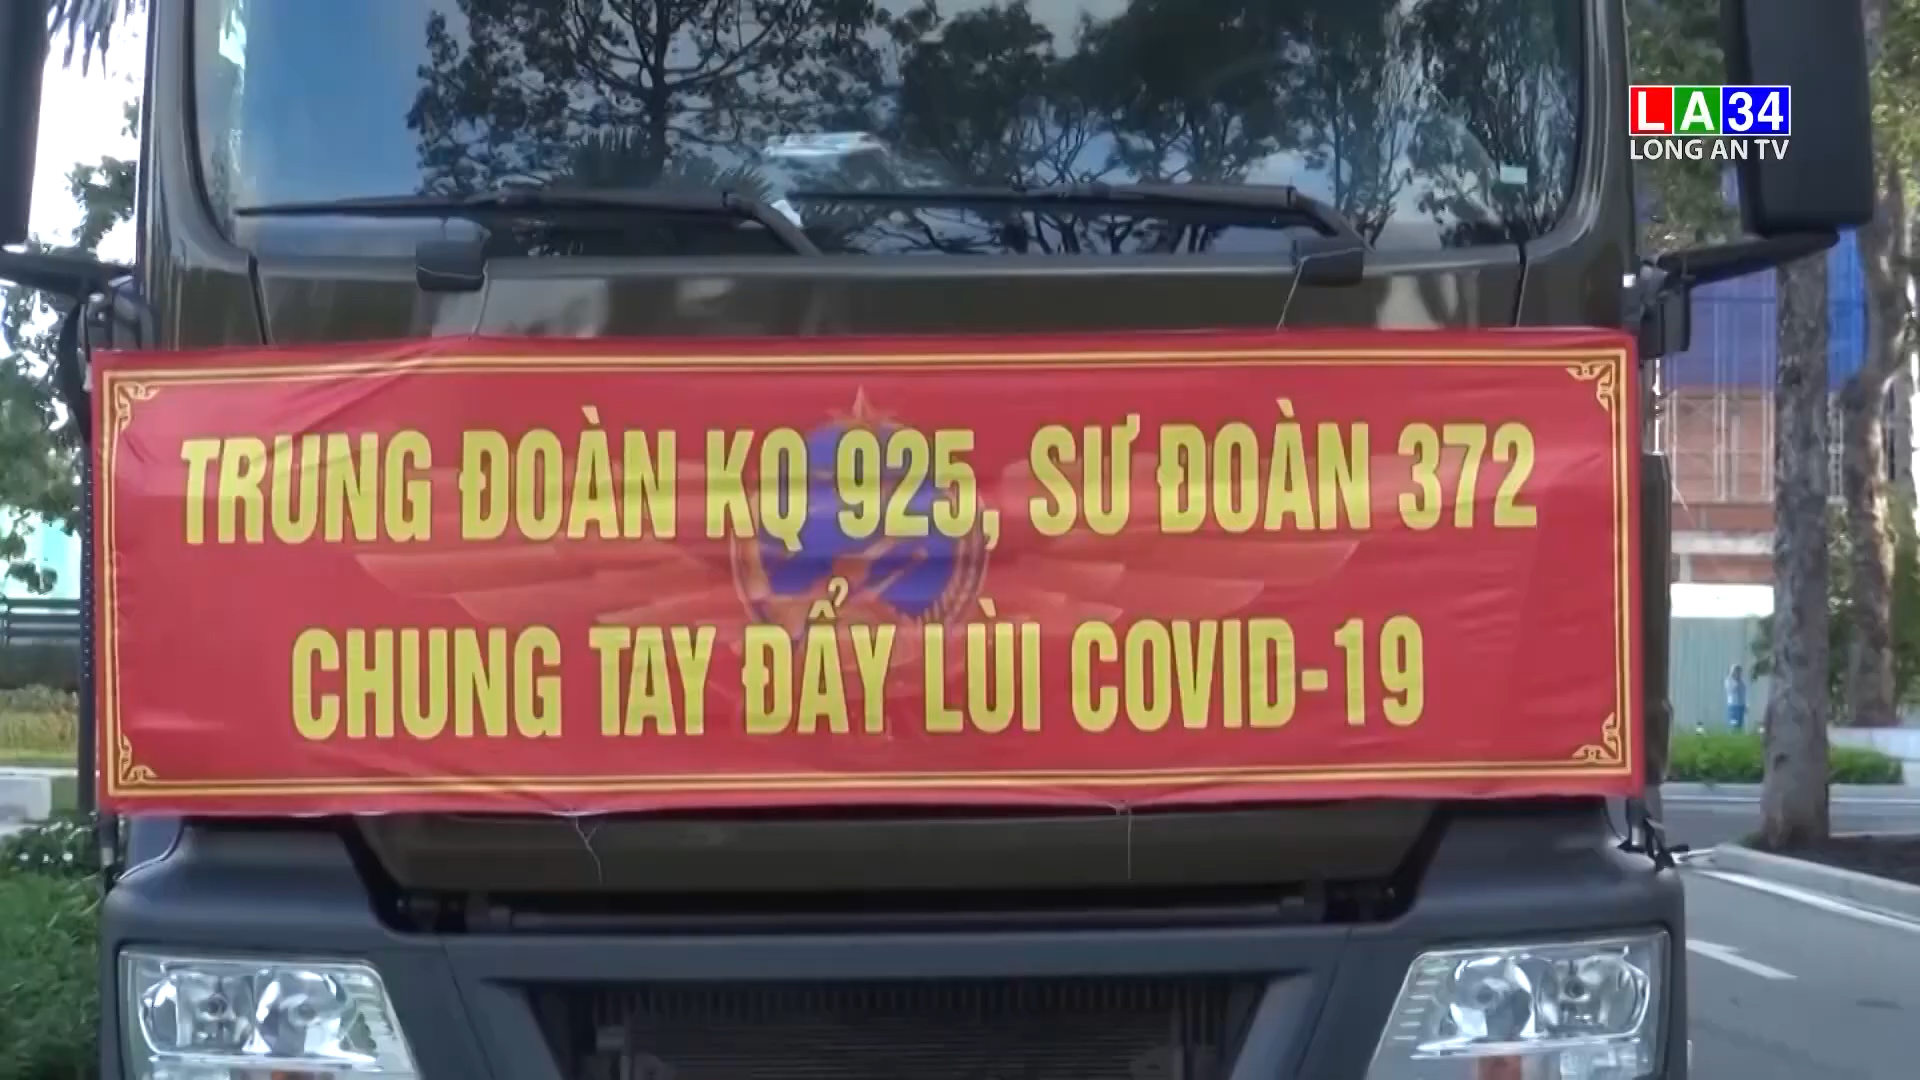 LA34
LONG AN TV
TRUNG ĐOÀN KQ 925, SƯ ĐOÀN 372
CHUNG TAY ĐẨY LÙI COVID-19